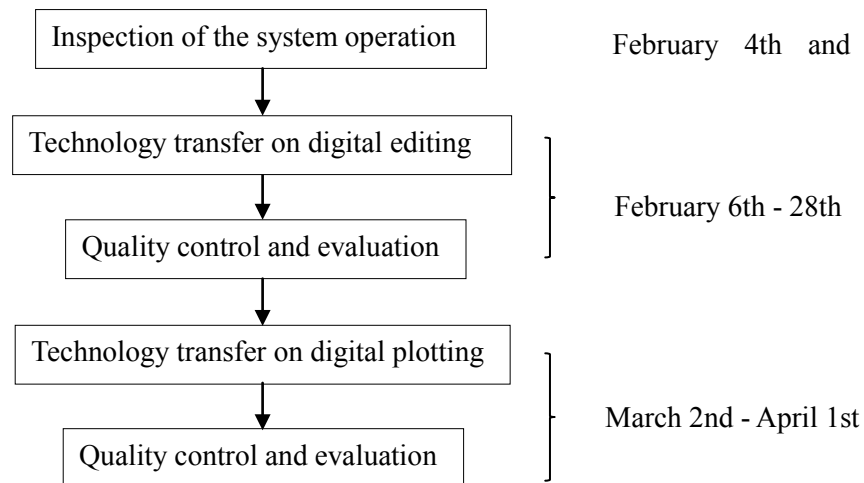 Inspection of the system operation
February 4th and
Technology transfer on digital editing
February 6th - 28th
Quality control and evaluation
Technology transfer on digital plotting
March 2nd - April 1st
Quality control and evaluation